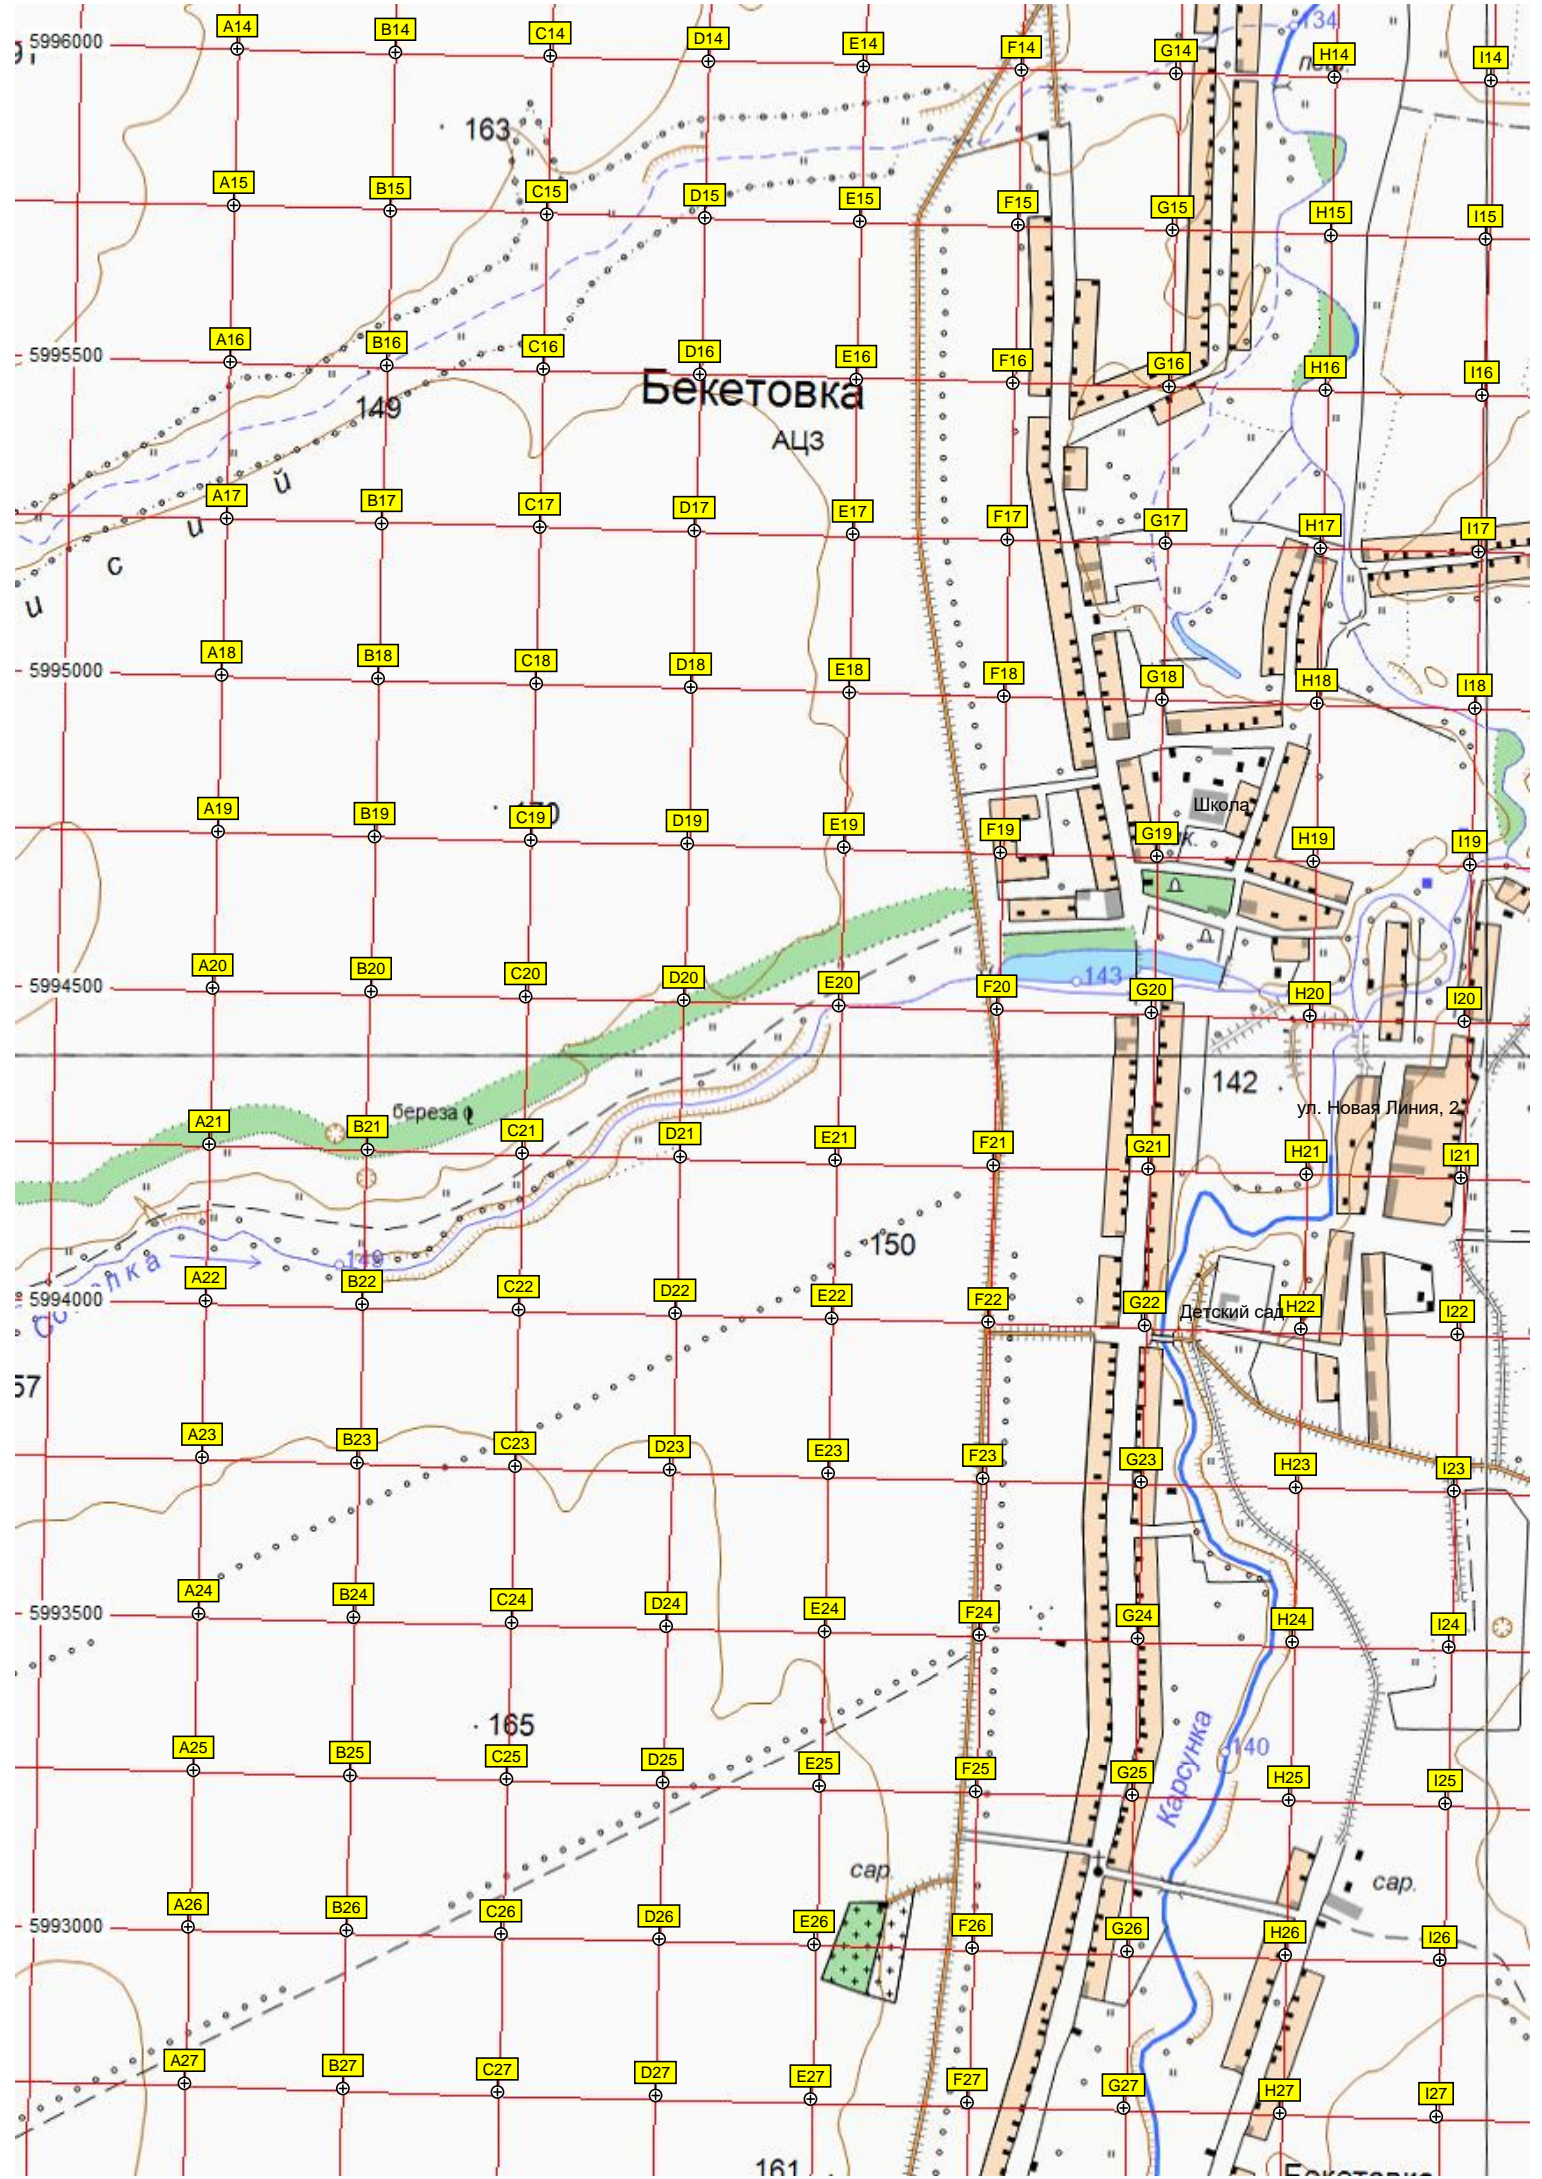 A14 B14 C14 D14 E14 F14 G14 H14 I14
134
5996000
163
A15 B15 C15 D15 E15 F15 G15 H15 I15
A16 B16 C16 D16 E16 F16 G16 H16 I16
5995500
Бекетовка
149
АЦЗ
й
A17 B17 C17 D17 E17 F17 G17 H17 I17
и
с
и
A18 B18 C18 D18 E18 F18 G18 H18 I18
5995000
Школа
A19 B19 C19 D19 E19 F19 G19 H19 I19
A20 B20 C20 D20 E20 F20 G20 H20 I20
143
5994500
142
береза
ул. Новая Линия, 2
A21 B21 C21 D21 E21 F21 G21 H21 I21
150
149
A22 B22 C22 D22 E22 F22 G22 H22 I22
5994000
Детский сад
57
A23 B23 C23 D23 E23 F23 G23 H23 I23
A24 B24 C24 D24 E24 F24 G24 H24 I24
5993500
165
Карсунка
140
A25 B25 C25 D25 E25 F25 G25 H25 I25
сар.
сар.
A26 B26 C26 D26 E26 F26 G26 H26 I26
5993000
A27 B27 C27 D27 E27 F27 G27 H27 I27
161
Бекетовка